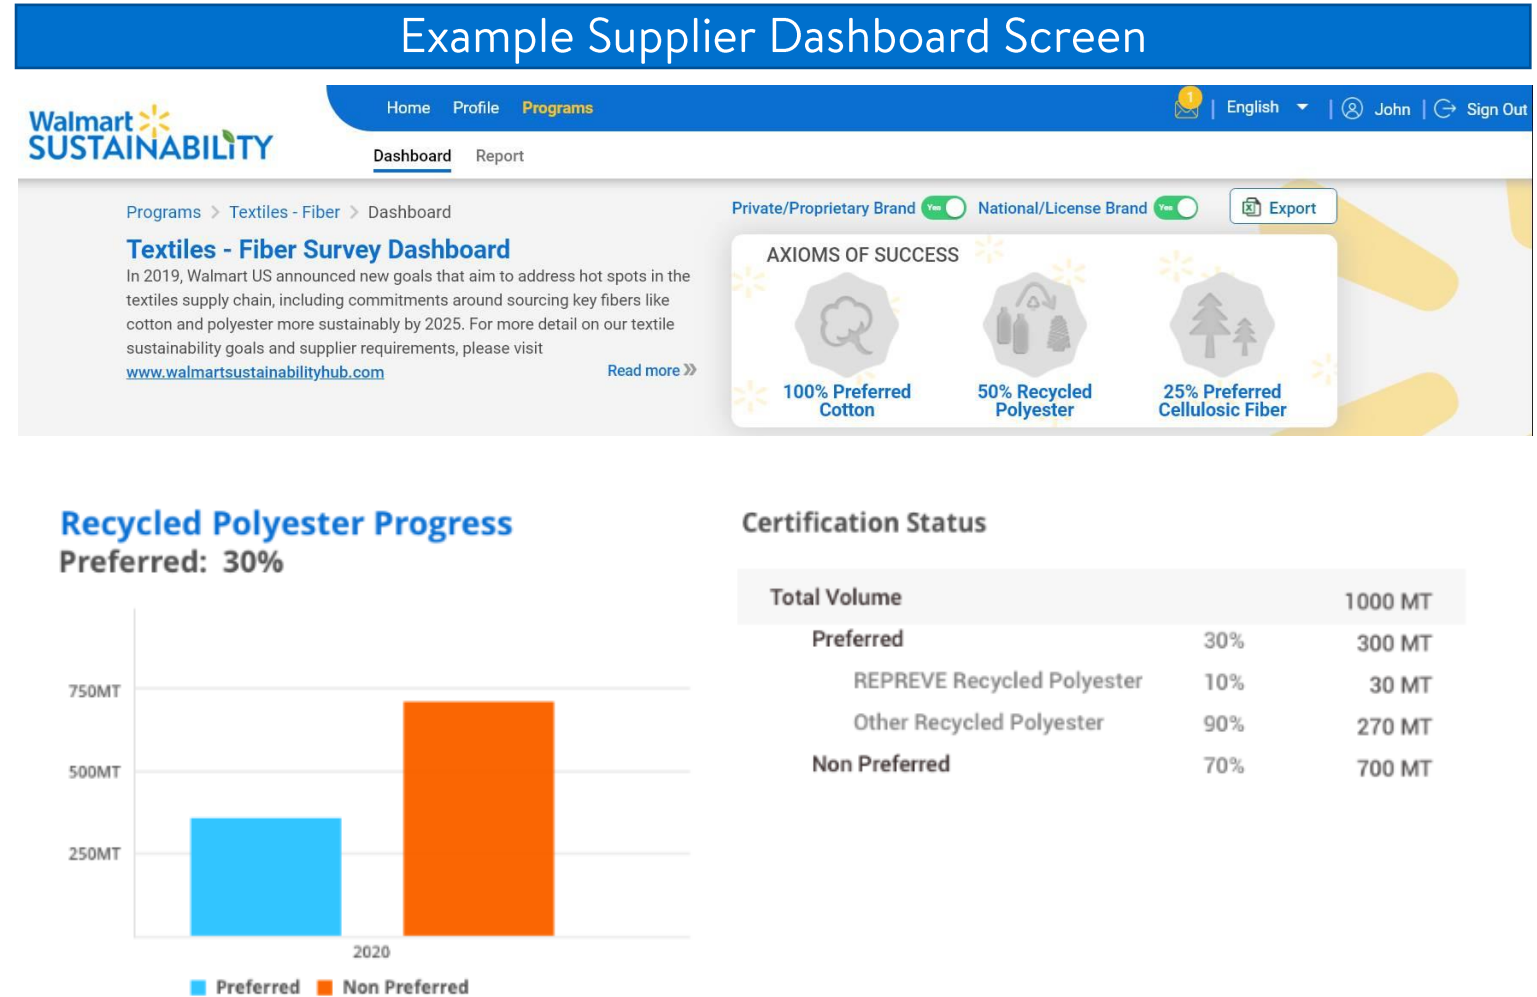 Example Supplier Dashboard Screen
Walmart
SUSTAINABILITY
Home Profile Programs
1
English
John
Sign Out
Dashboard Report
Programs > Textiles - Fiber > Dashboard
Textiles - Fiber Survey Dashboard
In 2019, Walmart US announced new goals that aim to address hot spots in the
textiles supply chain, including commitments around sourcing key fibers like
cotton and polyester more sustainably by 2025. For more detail on our textile
sustainability goals and supplier requirements, please visit
www.walmartsustainabilityhub.com
Read more
Private/Proprietary Brand Yes National/License Brand Yes
Export
AXIOMS OF SUCCESS
100% Preferred
Cotton
50% Recycled
Polyester
25% Preferred
Cellulosic Fiber
Recycled Polyester Progress
Preferred: 30%
750MT
500MT
250MT
2020
Preferred Non Preferred
Certification Status
Total Volume 1000 MT
Preferred 30% 300 MT
REPREVE Recycled Polyester 10% 30 MT
Other Recycled Polyester 90% 270 MT
Non Preferred 70% 700 MT